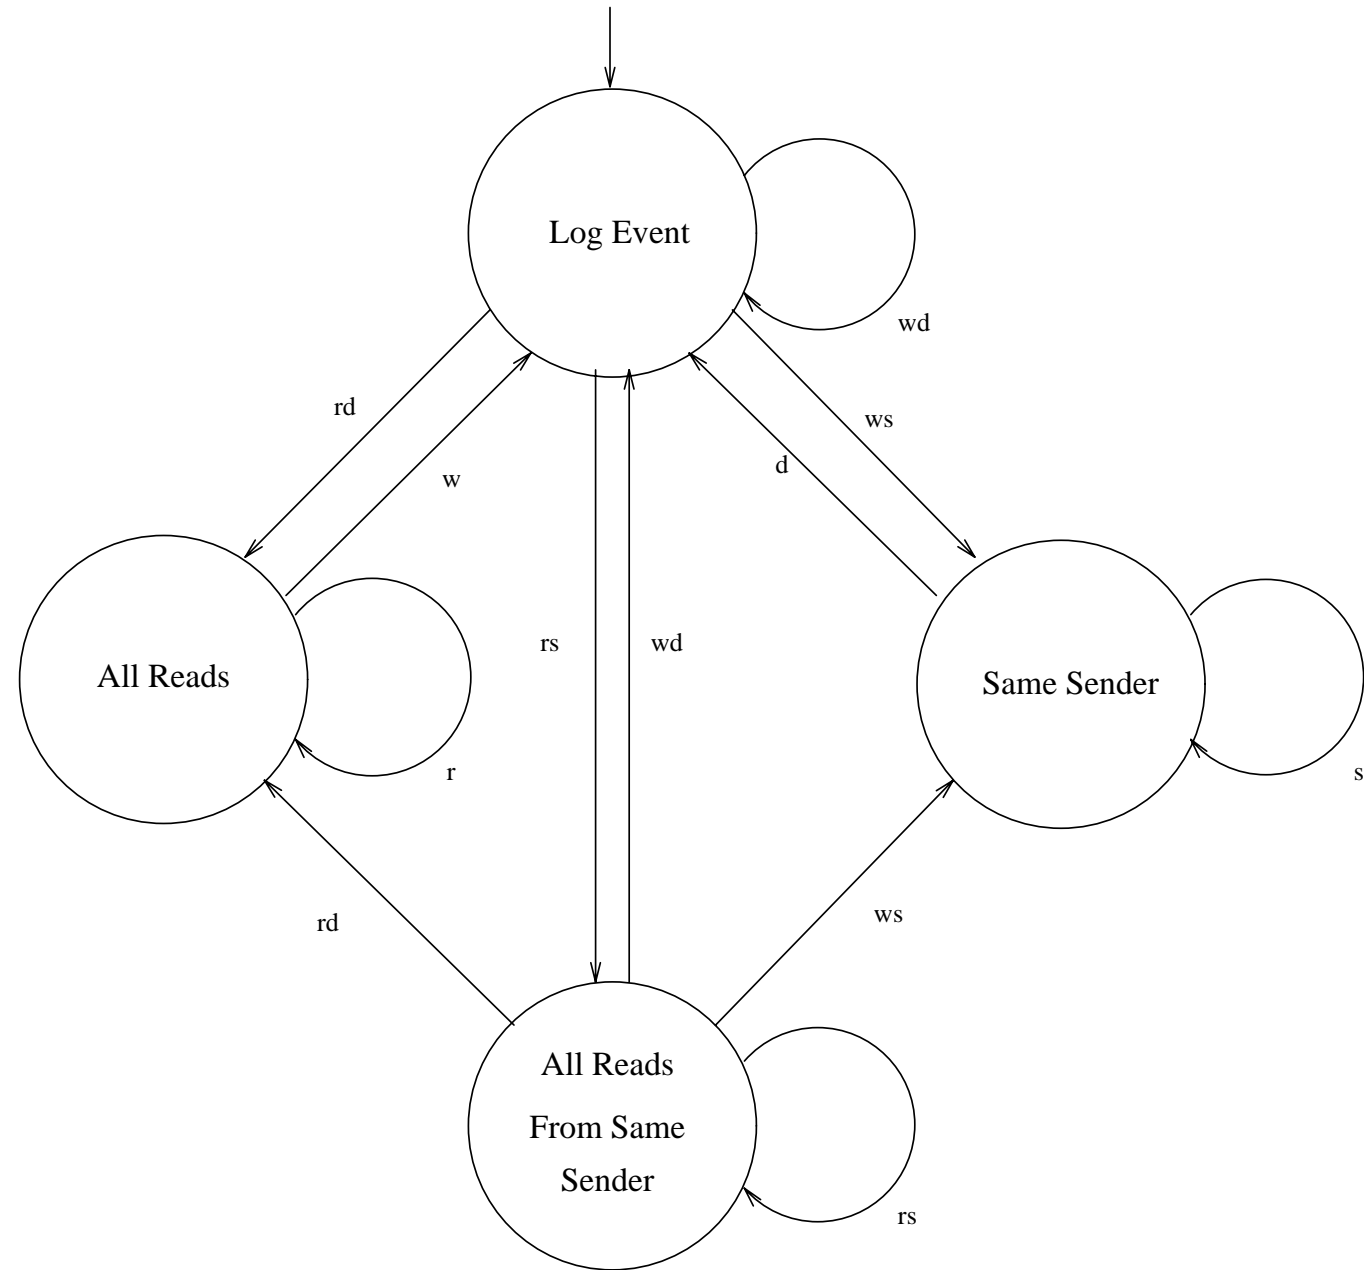 Log Event
wd
rd
ws
d
w
rs
wd
All Reads
Same Sender
r
s
rd
ws
All Reads
From Same
Sender
rs